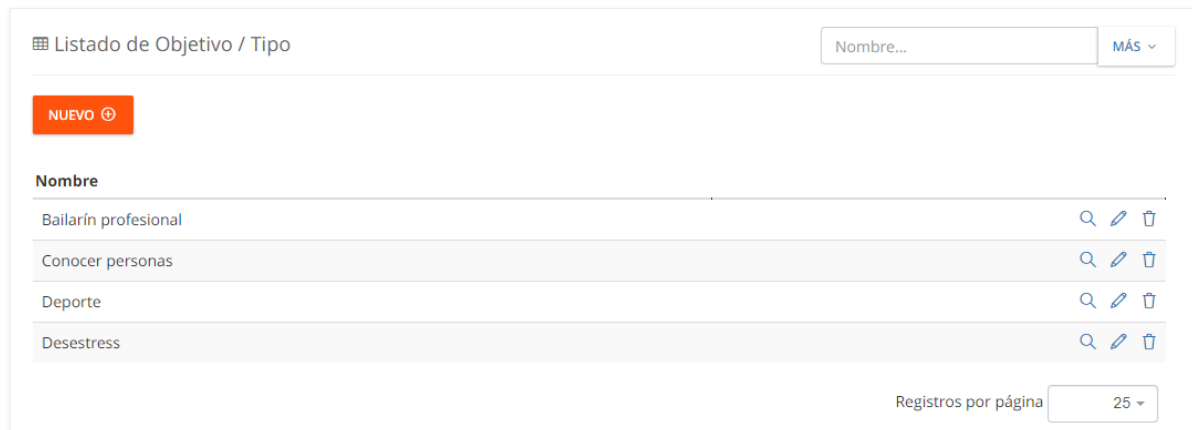 Listado de Objetivo / Tipo
Nombre...
MÁS
NUEVO
Nombre
Bailarín profesional
Conocer personas
Deporte
Desestress
Registros por página 25